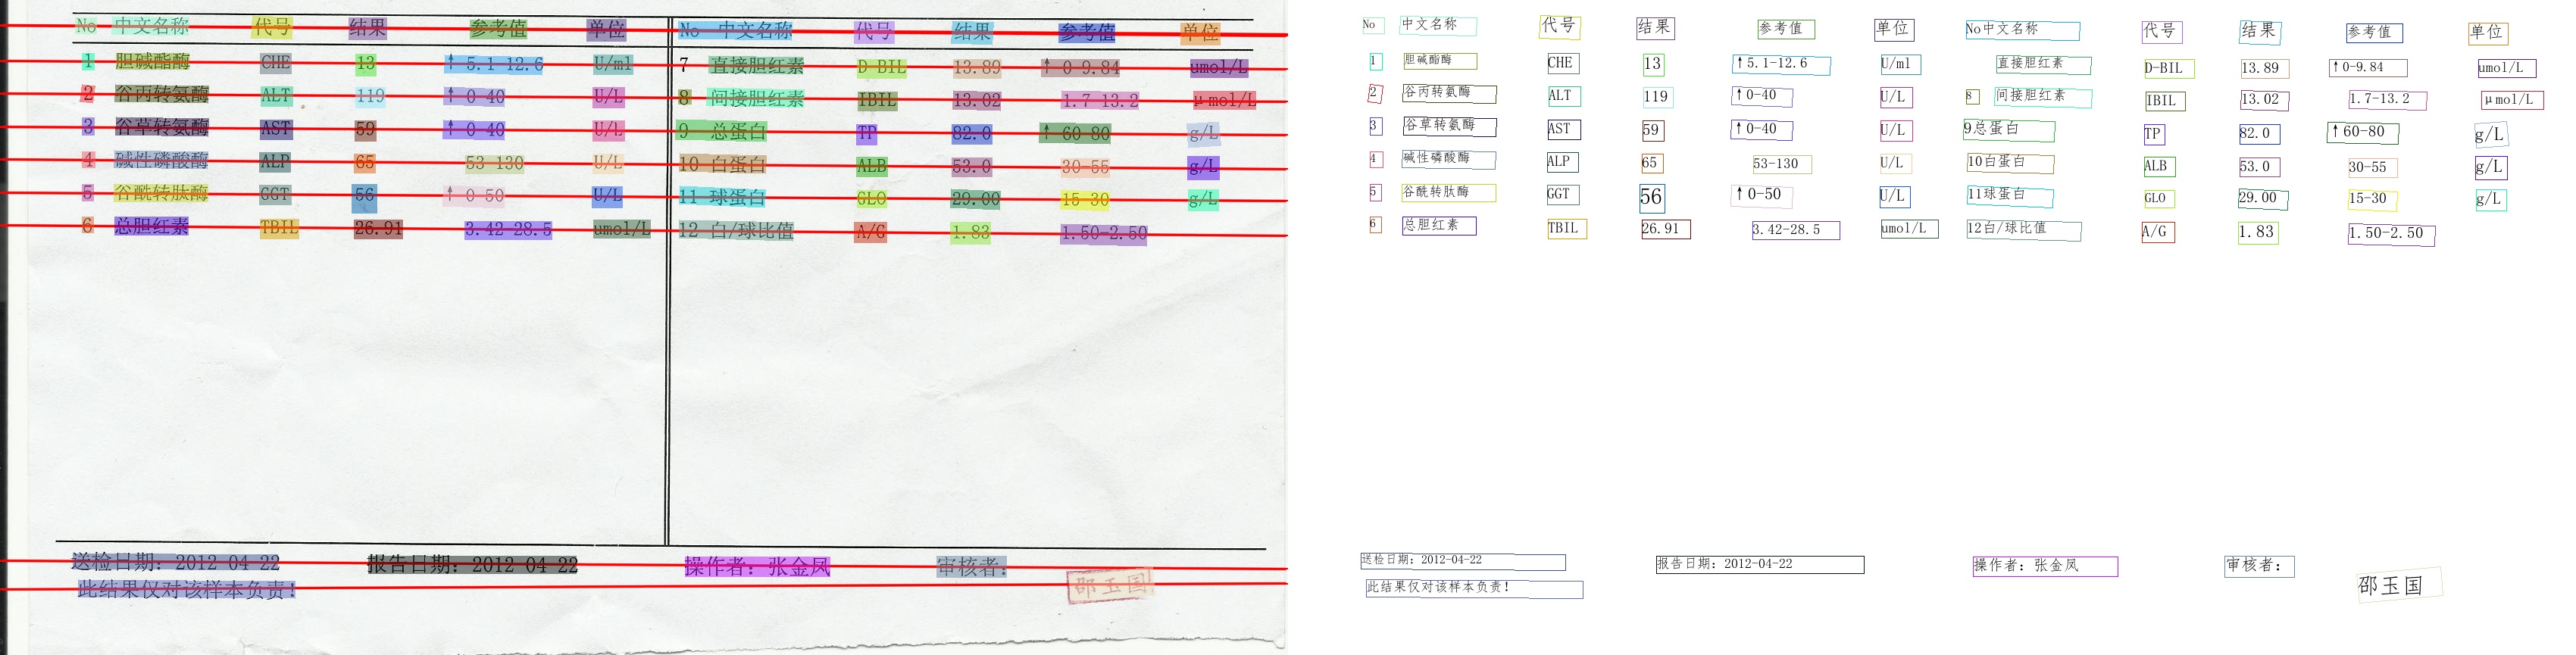 No 中文名称 代号 结果 参考值 单位 No 中文名称 代号 结果 参考值 单位
1 胆碱酯酶 CHE 13 ↑ 5.1-12.6 U/ml 7 直接胆红素 D-BIL 13.89 ↑ 0-9.84 umol/L
2 谷丙转氨酶 ALT 119 ↑ 0-40 U/L 8 间接胆红素 IBIL 13.02 1.7-13.2 μmol/L
3 谷草转氨酶 AST 59 ↑ 0-40 U/L 9 总蛋白 TP 82.0 ↑ 60-80 g/L
4 碱性磷酸酶 ALP 65 53-130 U/L 10 白蛋白 ALB 53.0 30-55 g/L
5 谷酰转肽酶 GGT 56 ↑ 0-50 U/L 11 球蛋白 GLO 29.00 15-30 g/L
6 总胆红素 TBIL 26.91 3.42-28.5 umol/L 12 白/球比值 A/G 1.83 1.50-2.50
送检日期: 2012-04-22 报告日期: 2012-04-22 操作者: 张金凤 审核者:
此结果仅对该样本负责! 邵玉国
No 中文名称 代号 结果 参考值 单位 No中文名称 代号 结果 参考值 单位
1 胆碱酯酶 CHE 13 ↑5.1-12.6 U/ml 直接胆红素 D-BIL 13.89 ↑0-9.84 umol/L
2 谷丙转氨酶 ALT 119 ↑0-40 U/L 8 间接胆红素 IBIL 13.02 1.7-13.2 μmol/L
3 谷草转氨酶 AST 59 ↑0-40 U/L 9总蛋白 TP 82.0 ↑60-80 g/L
4 碱性磷酸酶 ALP 65 53-130 U/L 10白蛋白 ALB 53.0 30-55 g/L
5 谷酰转肽酶 GGT 56 ↑0-50 U/L 11球蛋白 GLO 29.00 15-30 g/L
6 总胆红素 TBIL 26.91 3.42-28.5 umol/L 12白/球比值 A/G 1.83 1.50-2.50
送检日期: 2012-04-22 报告日期: 2012-04-22 操作者: 张金凤 审核者:
此结果仅对该样本负责! 邵玉国